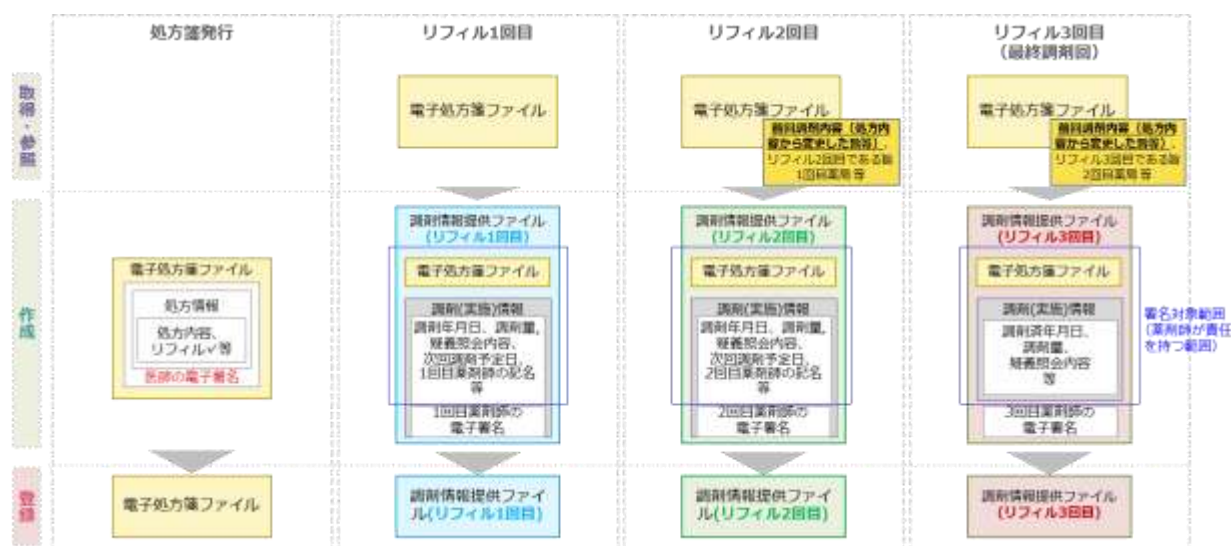 処方箋発行
リフィル1回目
リフィル2回目
リフィル3回目
(最終調剤回)
取得・参照
電子処方箋ファイル
電子処方箋ファイル
前回調剤内容(処方内
容から変更した箇所等)、
リフィル2回目である旨
1回目薬局 等
電子処方箋ファイル
前回調剤内容(処方内
容から変更した箇所等)、
リフィル3回目である旨
2回目薬局 等
作成
電子処方箋ファイル
処方情報
処方内容、
リフィル✓等
医師の電子署名
調剤情報提供ファイル
(リフィル1回目)
電子処方箋ファイル
調剤(実施)情報
調剤年月日、調剤量、
疑義照会内容、
次回調剤予定日、
1回目薬剤師の記名
等
1回目薬剤師の
電子署名
調剤情報提供ファイル
(リフィル2回目)
電子処方箋ファイル
調剤(実施)情報
調剤年月日、調剤量、
疑義照会内容、
次回調剤予定日、
2回目薬剤師の記名
等
2回目薬剤師の
電子署名
調剤情報提供ファイル
(リフィル3回目)
電子処方箋ファイル
調剤(実施)情報
調剤済年月日、
調剤量、
疑義照会内容
等
3回目薬剤師の
電子署名
署名対象範囲
(薬剤師が責任
を持つ範囲)
登録
電子処方箋ファイル
調剤情報提供ファイ
ル(リフィル1回目)
調剤情報提供ファイ
ル(リフィル2回目)
調剤情報提供ファイル
(リフィル3回目)